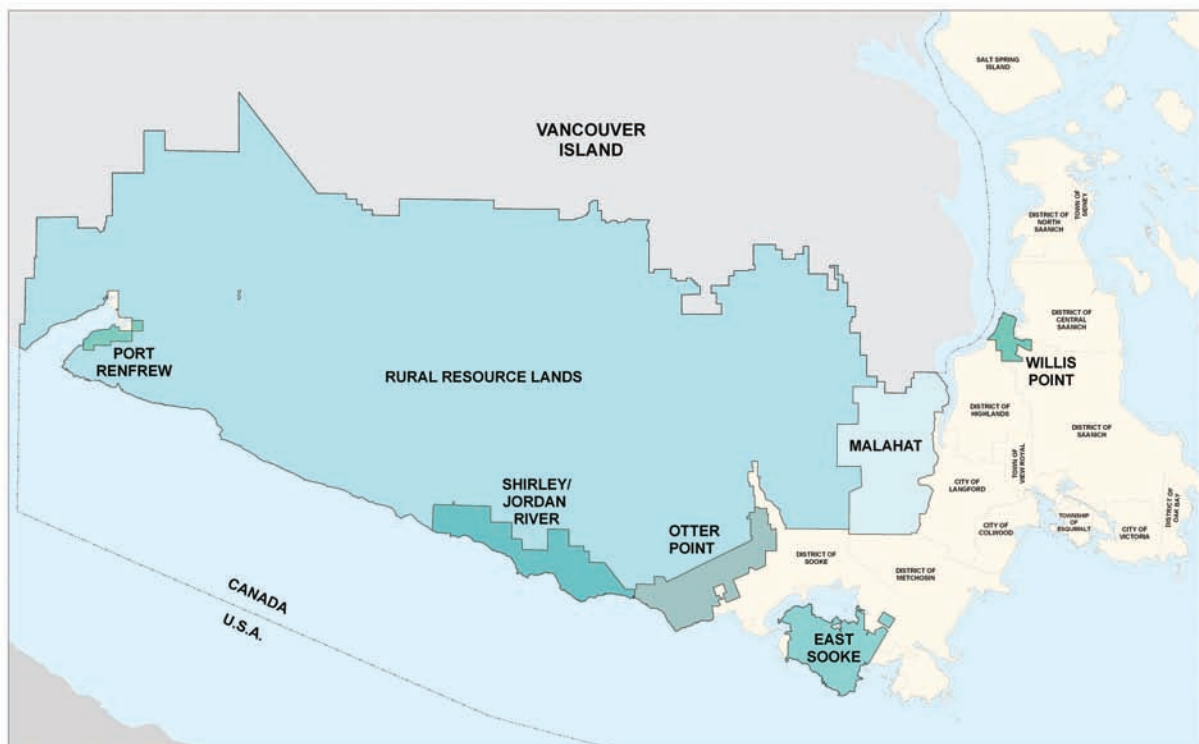 SALT SPRING
ISLAND
VANCOUVER
ISLAND
TOWN OF
SIDNEY
DISTRICT OF
NORTH
SAANICH
DISTRICT OF
CENTRAL
SAANICH
PORT
RENFREW
RURAL RESOURCE LANDS
WILLIS
POINT
DISTRICT OF
HIGHLANDS
DISTRICT OF
SAANICH
MALAHAT
TOWN OF
VIEW ROYAL
SHIRLEY/
JORDAN
RIVER
CITY OF
LANGFORD
DISTRICT OF
OAK BAY
OTTER
POINT
CITY OF
COLWOOD
TOWNSHIP
OF
ESQUIMALT
CITY OF
VICTORIA
DISTRICT OF
SOOKE
DISTRICT OF
METCHOSIN
CANADA
U.S.A.
EAST
SOOKE